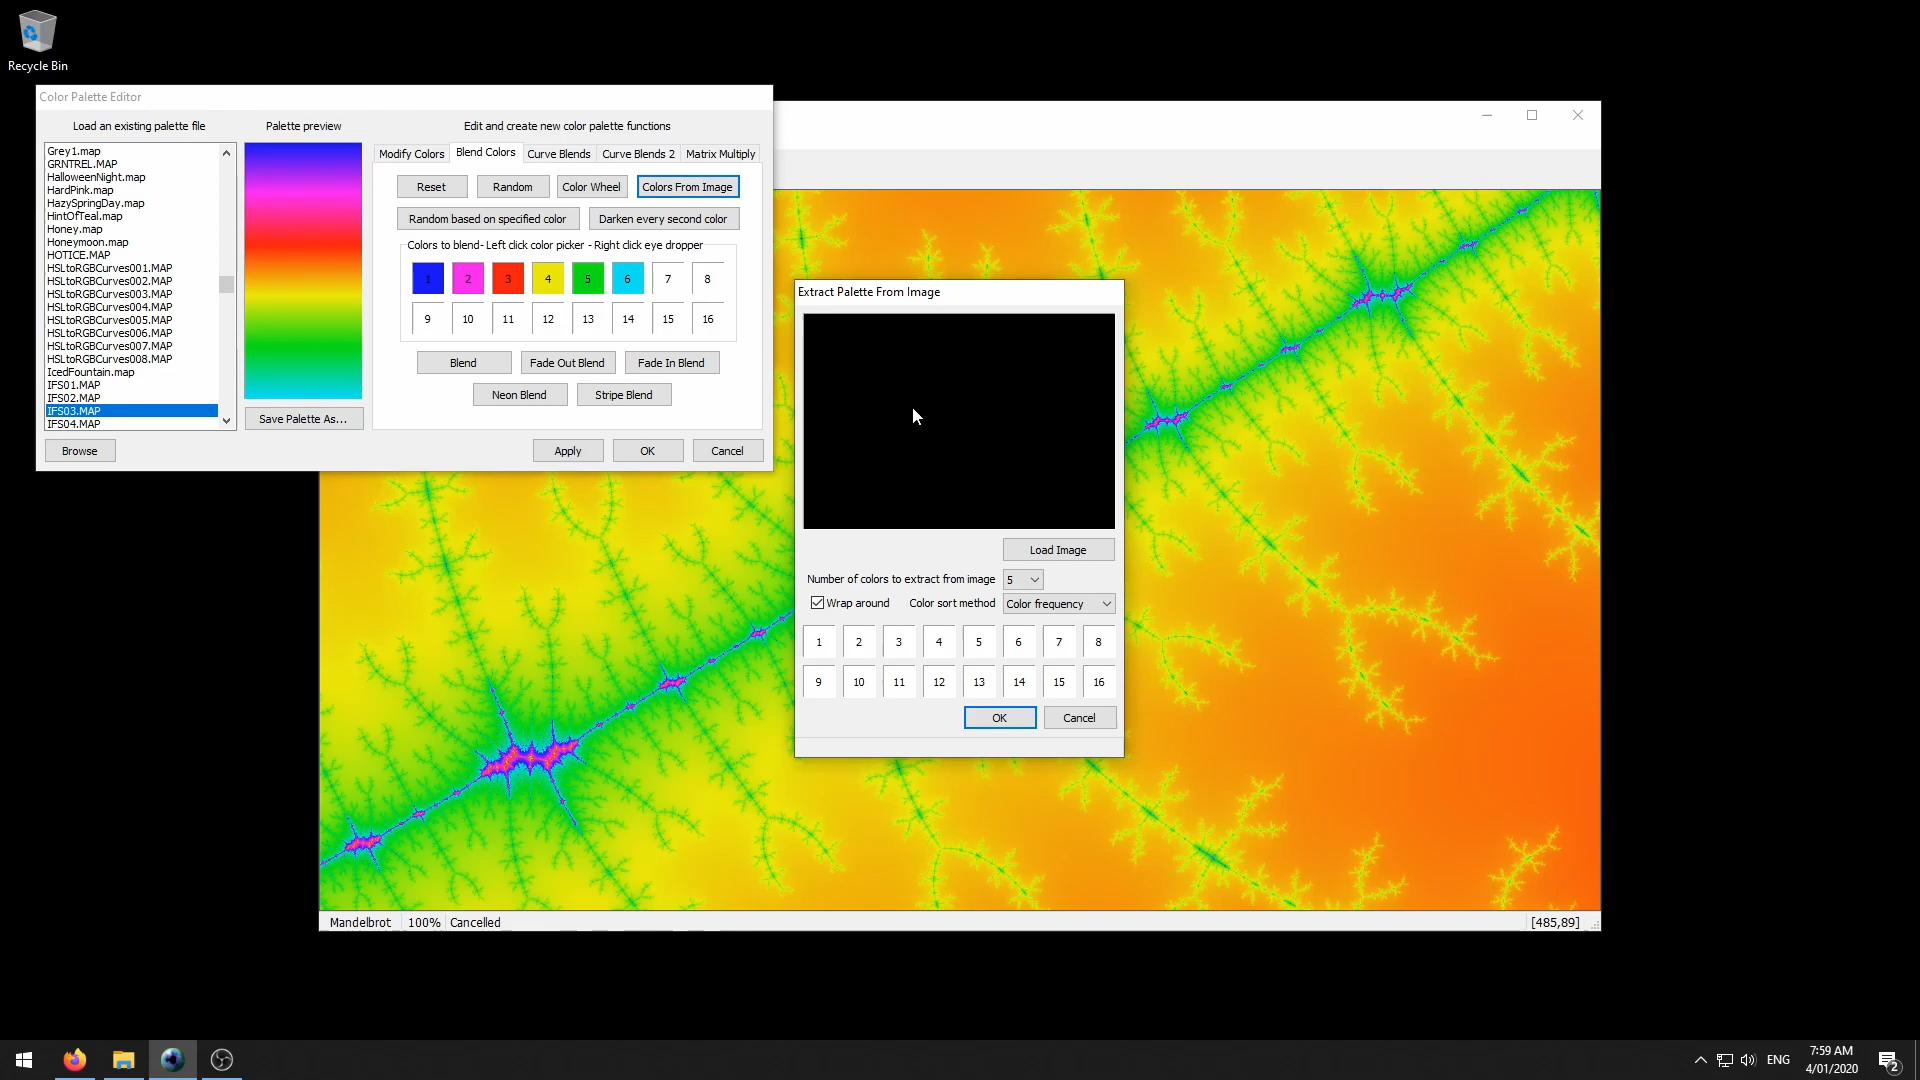 Recycle Bin
Color Palette Editor
Load an existing palette file
Palette preview
Edit and create new color palette functions
Grey1.map
GRNTREL.MAP
HalloweenNight.map
HardPink.map
HazySpringDay.map
HintOfTeal.map
Honey.map
Honeymoon.map
HOTICE.MAP
HSLtoRGBCurves001.MAP
HSLtoRGBCurves002.MAP
HSLtoRGBCurves003.MAP
HSLtoRGBCurves004.MAP
HSLtoRGBCurves005.MAP
HSLtoRGBCurves006.MAP
HSLtoRGBCurves007.MAP
HSLtoRGBCurves008.MAP
IcedFountain.map
IFS01.MAP
IFS02.MAP
IFS03.MAP
IFS04.MAP
Browse
Save Palette As...
Modify Colors Blend Colors Curve Blends Curve Blends 2 Matrix Multiply
Reset Random Color Wheel Colors From Image
Random based on specified color Darken every second color
Colors to blend- Left click color picker - Right click eye dropper
1 2 3 4 5 6 7 8
9 10 11 12 13 14 15 16
Blend Fade Out Blend Fade In Blend
Neon Blend Stripe Blend
Apply OK Cancel
Extract Palette From Image
Load Image
Number of colors to extract from image 5
Wrap around Color sort method Color frequency
1 2 3 4 5 6 7 8
9 10 11 12 13 14 15 16
OK Cancel
Mandelbrot 100% Cancelled [485,89]
ENG
7:59 AM
4/01/2020
2